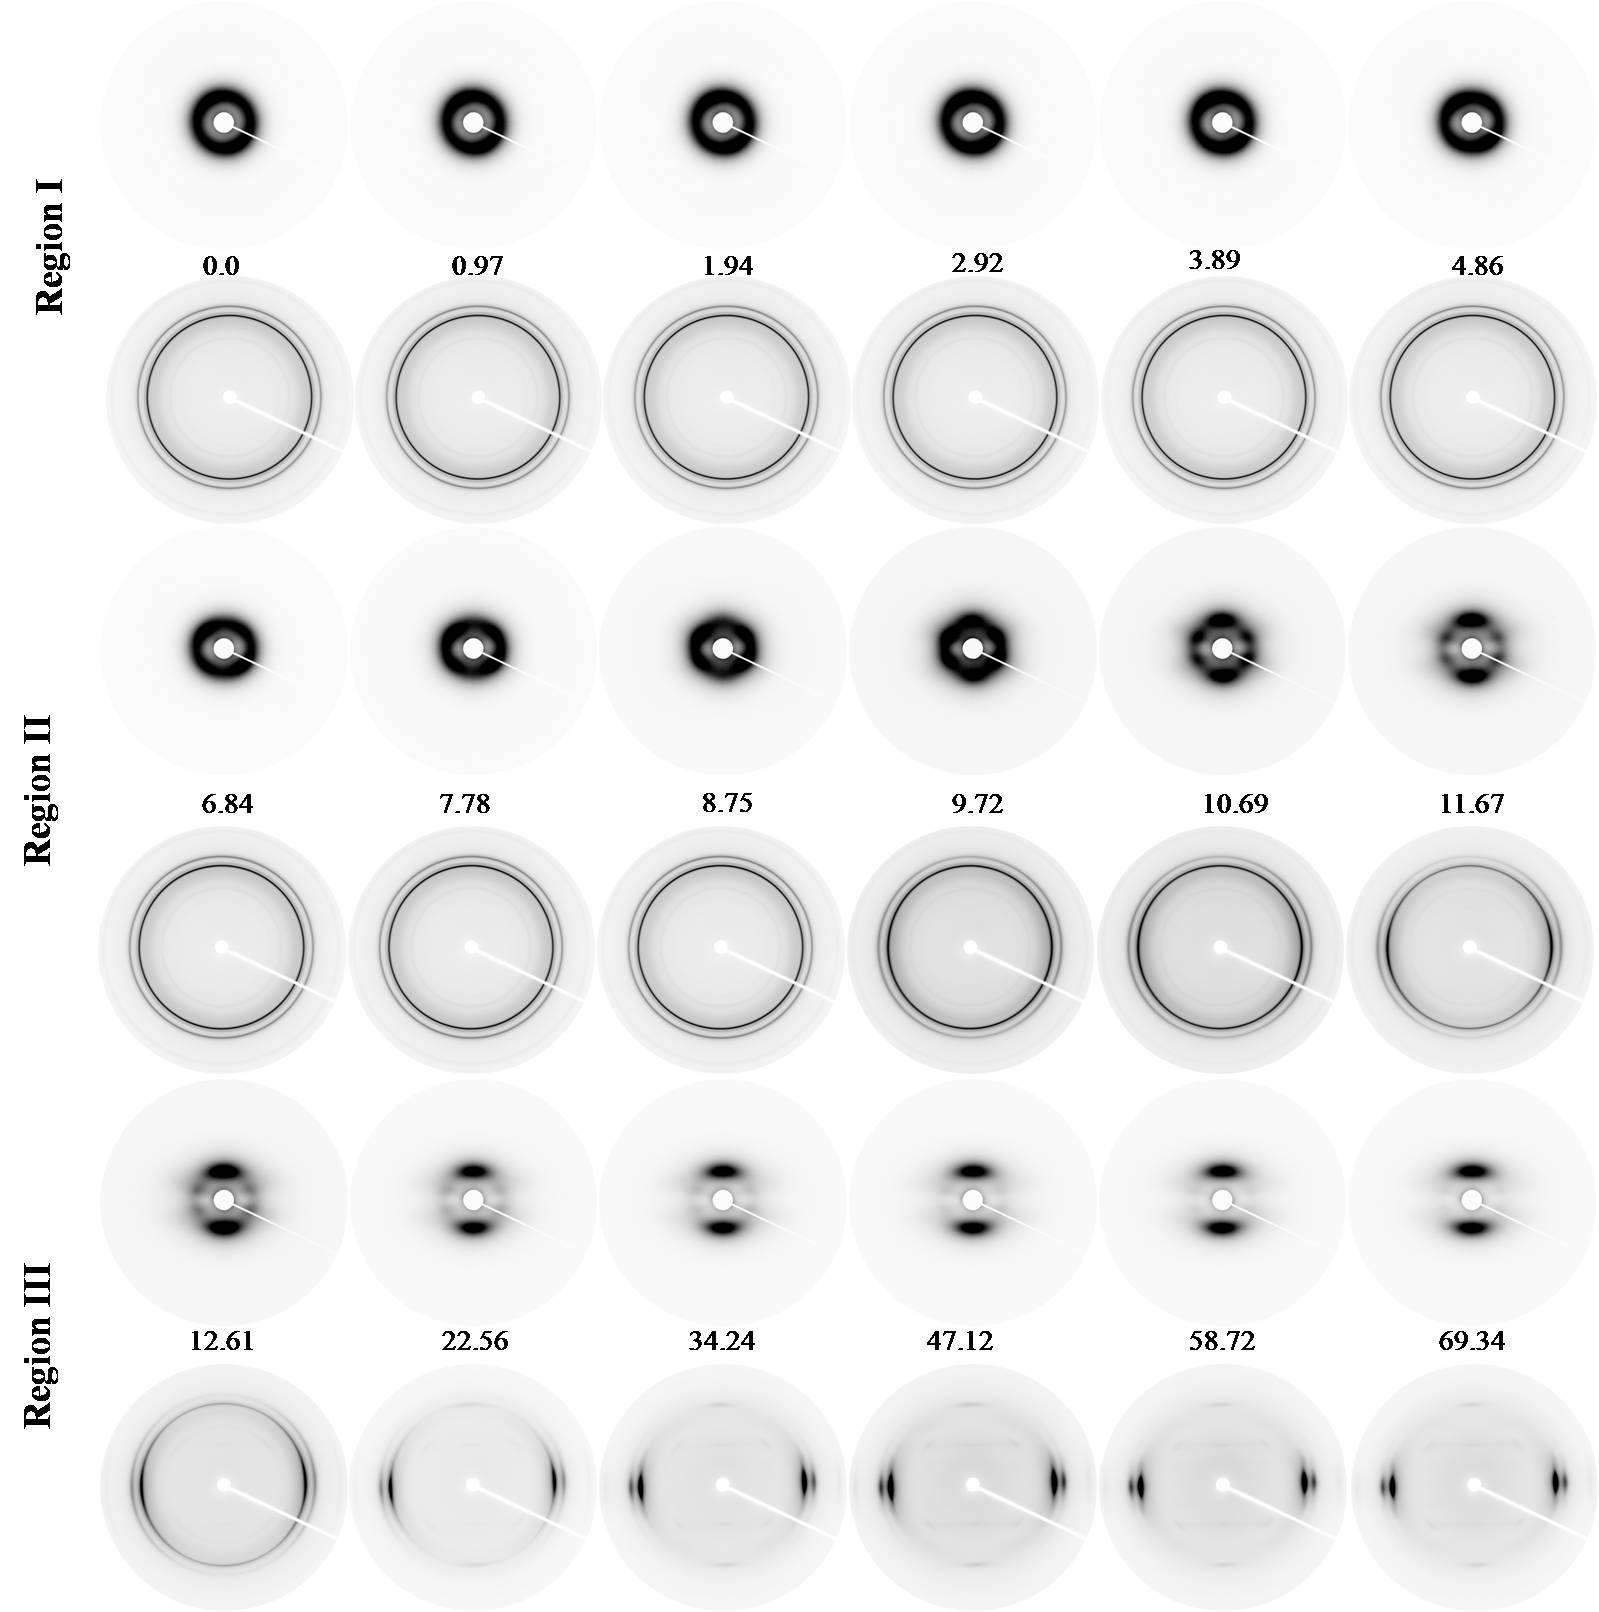 Region I
0.0 0.97 1.94 2.92 3.89 4.86
Region II
6.84 7.78 8.75 9.72 10.69 11.67
Region III
12.61 22.56 34.24 47.12 58.72 69.34